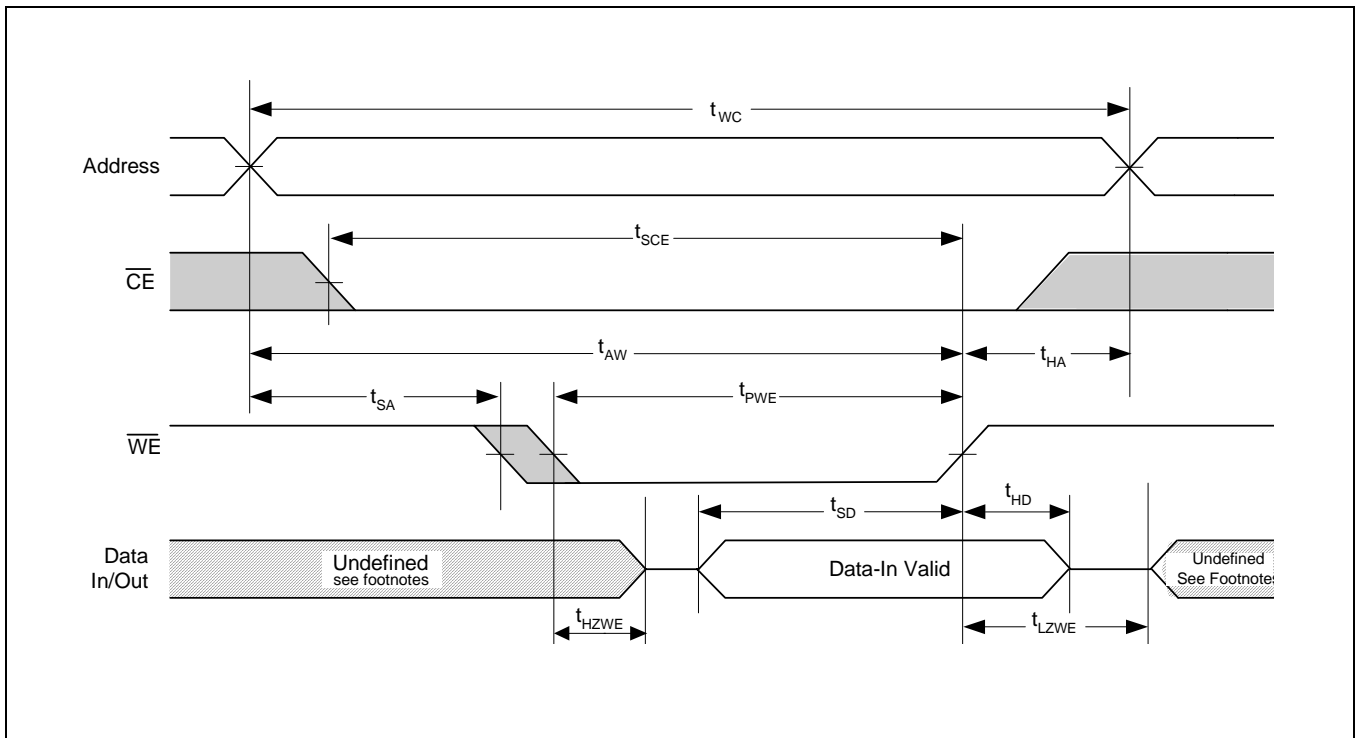 t WC
Address
tSCE
CE
tAW
tHA
tSA
tPWE
WE
tHD
tSD
Data
In/Out
Undefined
see footnotes
Data-In Valid
Undefined
See Footnotes
tHZWE
tLZWE